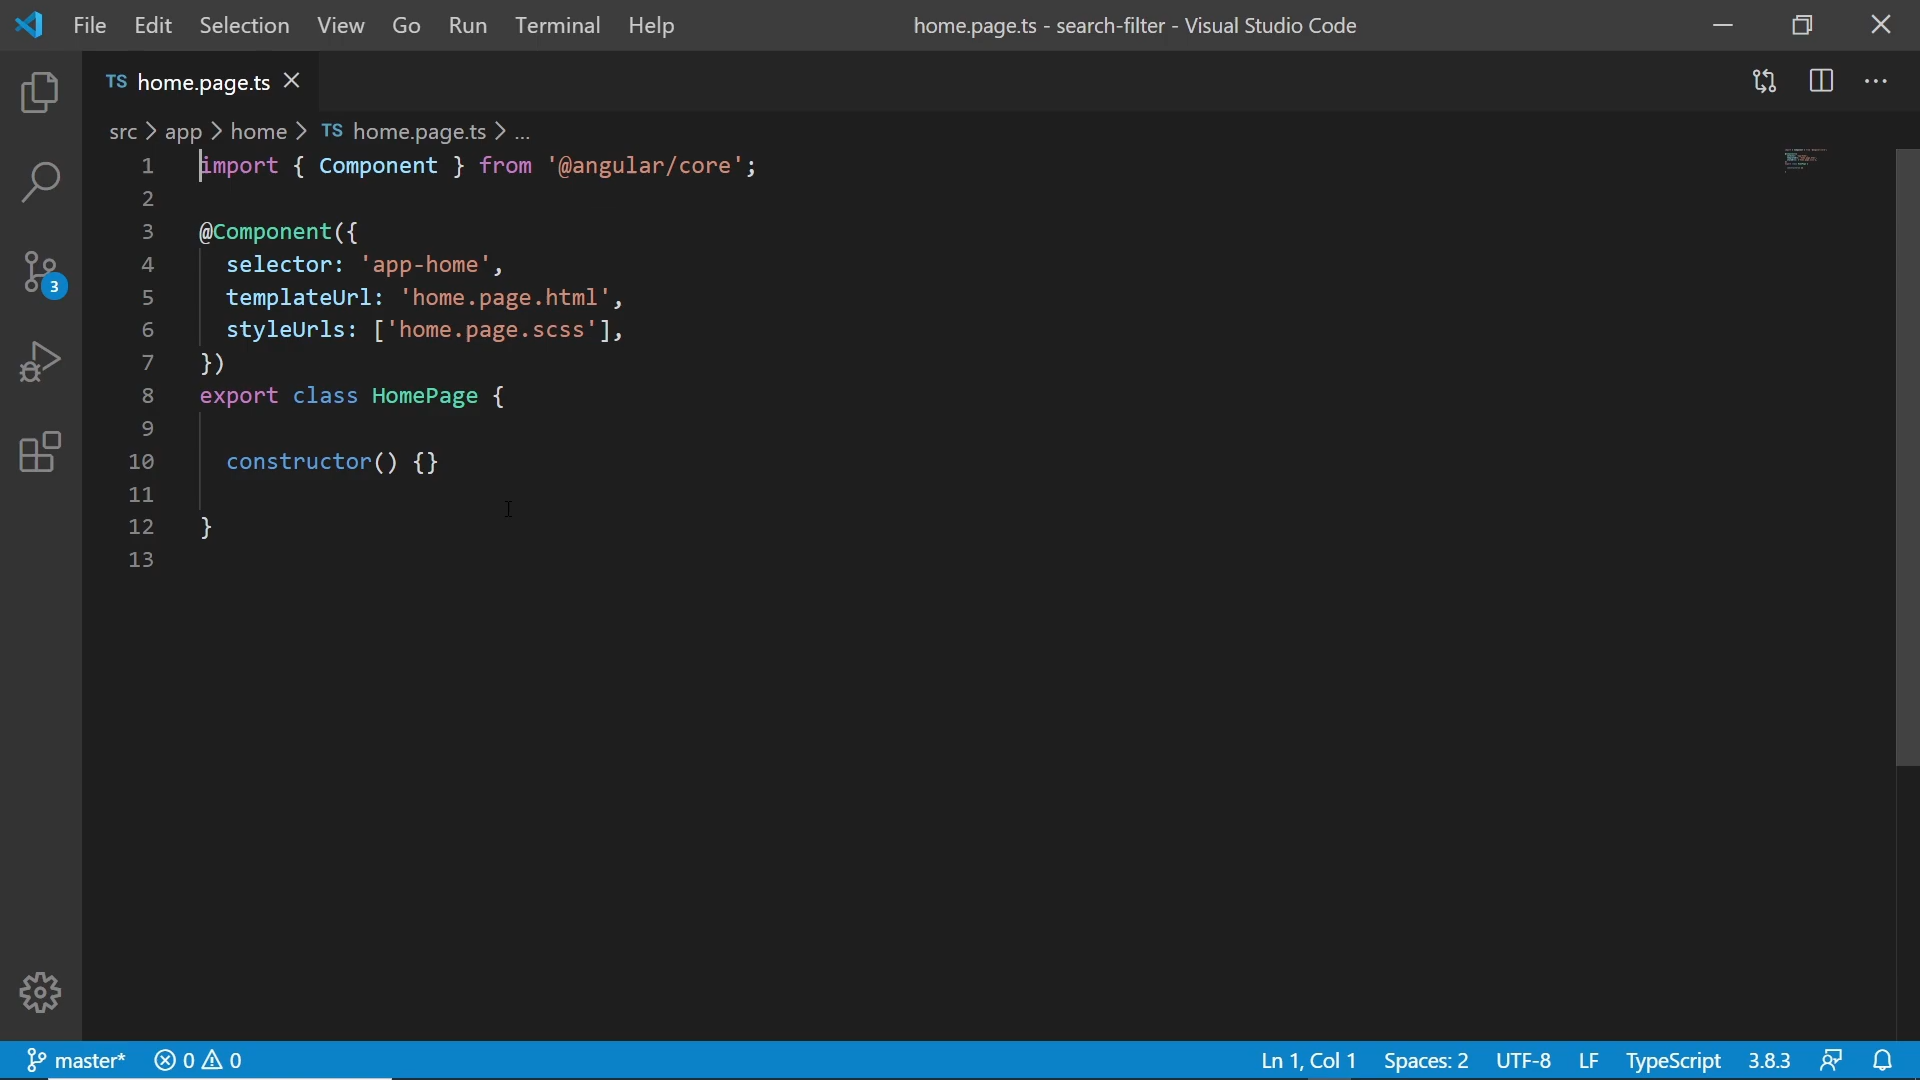 File Edit Selection View Go Run Terminal Help home.page.ts - search-filter - Visual Studio Code
TS home.page.ts
src > app > home > TS home.page.ts > ...
1 import { Component } from '@angular/core';
2
3 @Component({
4 selector: 'app-home',
5 templateUrl: 'home.page.html',
6 styleUrls: ['home.page.scss'],
7 })
8 export class HomePage {
9
10 constructor() {}
11
12 }
13
3
master* 0 0 Ln 1, Col 1 Spaces: 2 UTF-8 LF TypeScript 3.8.3